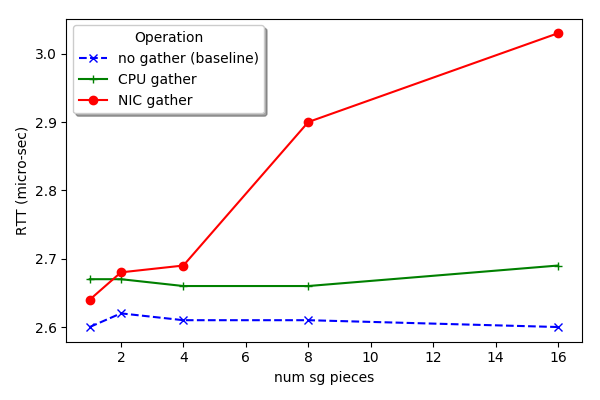 Operation
no gather (baseline)
CPU gather
NIC gather
RTT (micro-sec)
3.0
2.9
2.8
2.7
2.6
2 4 6 8 10 12 14 16
num sg pieces